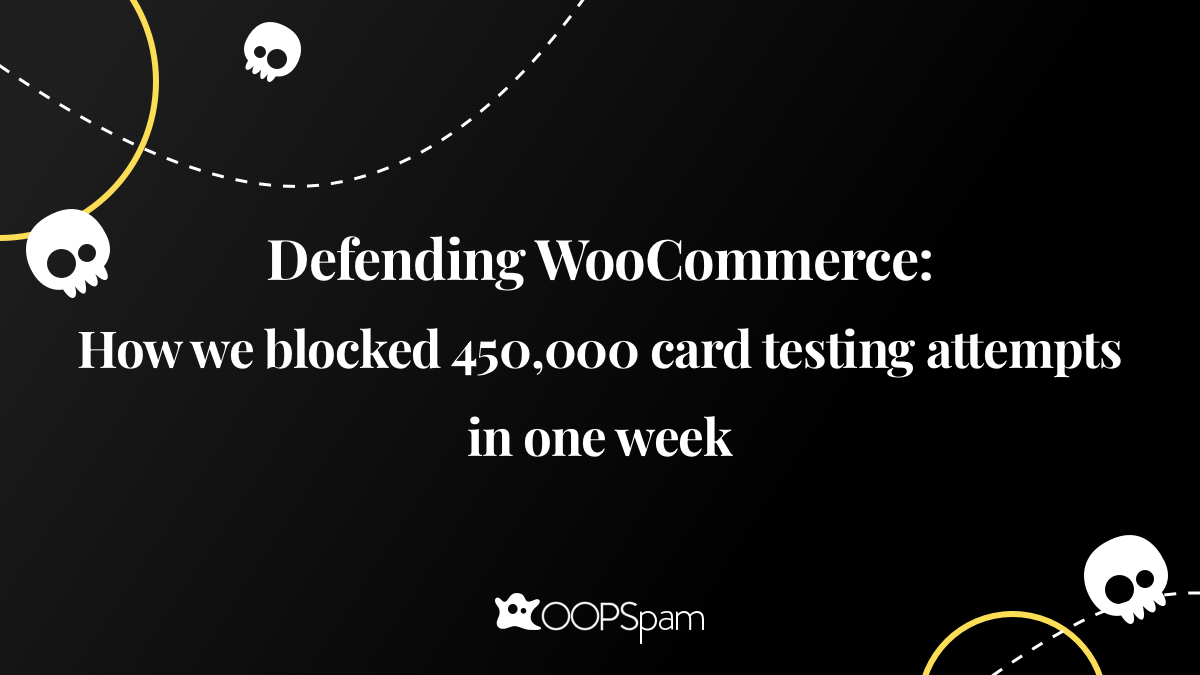 Defending WooCommerce:
How we blocked 450,000 card testing attempts
in one week
OOPSpam